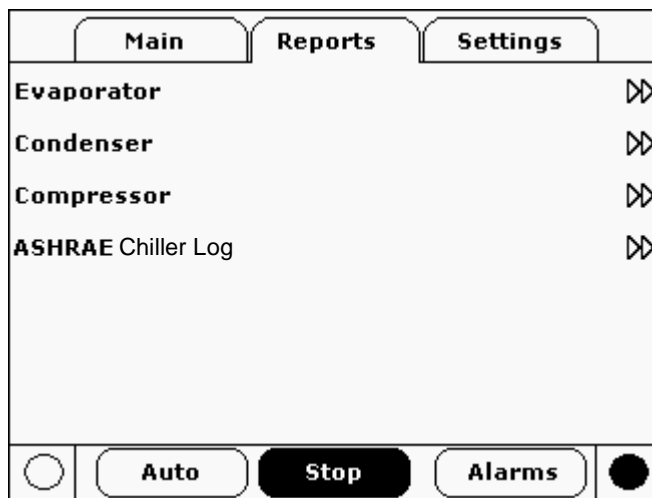 Main Reports Settings
Evaporator
Condenser
Compressor
ASHRAE Chiller Log
Auto Stop Alarms